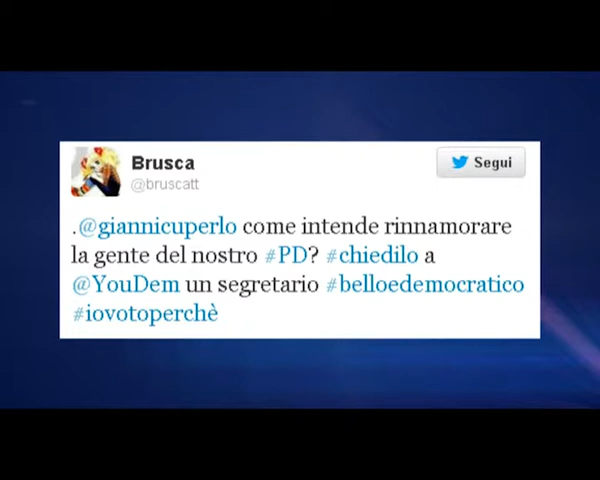 Brusca
@bruscatt
Segui
.@giannicuperlo come intende rinnamorare
la gente del nostro #PD? #chiedilo a
@YouDem un segretario #belloedemocratico
#iovotoperchè